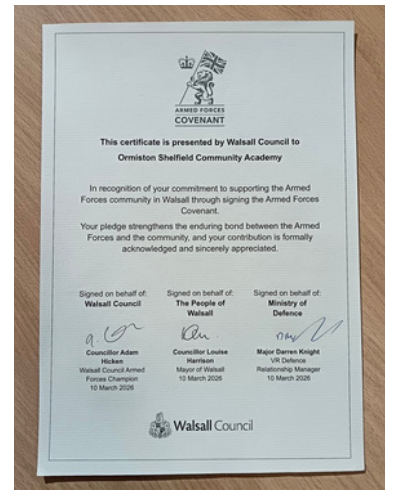 ARMED FORCES
COVENANT
This certificate is presented by Walsall Council to
Ormiston Shelfield Community Academy
In recognition of your commitment to supporting the Armed
Forces community in Walsall through signing the Armed Forces
Covenant.
Your pledge strengthens the enduring bond between the Armed
Forces and the community, and your contribution is formally
acknowledged and sincerely appreciated.
Signed on behalf of:
Walsall Council
Councillor Adam
Hicken
Walsall Council Armed
Forces Champion
10 March 2026
Signed on behalf of:
The People of
Walsall
Councillor Louise
Harrison
Mayor of Walsall
10 March 2026
Signed on behalf of:
Ministry of
Defence
Major Darren Knight
VR Defence
Relationship Manager
10 March 2026
Walsall Council